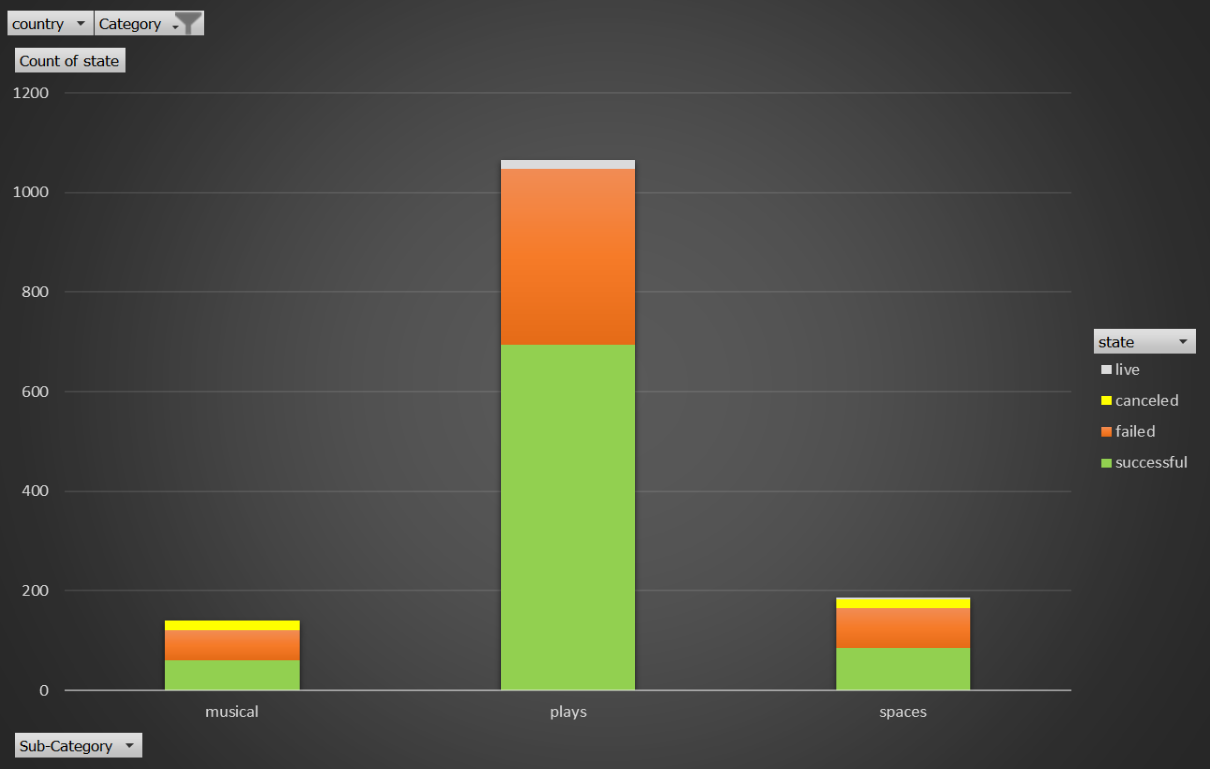 country Category
Count of state
1200
1000
800
600
400
200
0
musical plays spaces
state
live
canceled
failed
successful
Sub-Category